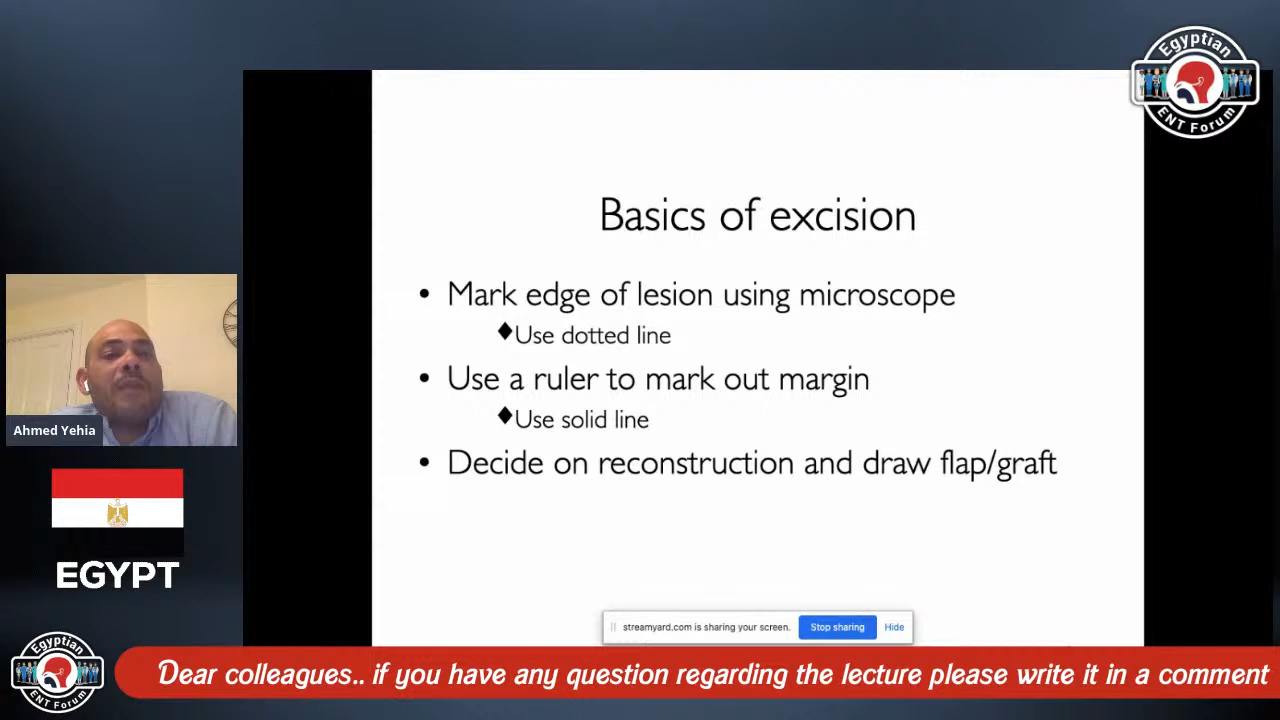 Egyptian
ENT Forum
Basics of excision
• Mark edge of lesion using microscope
♦Use dotted line
• Use a ruler to mark out margin
♦Use solid line
• Decide on reconstruction and draw flap/graft
Ahmed Yehia
EGYPT
streamyard.com is sharing your screen. Stop sharing Hide
Egyptian
ENT Forum
Dear colleagues.. if you have any question regarding the lecture please write it in a comment